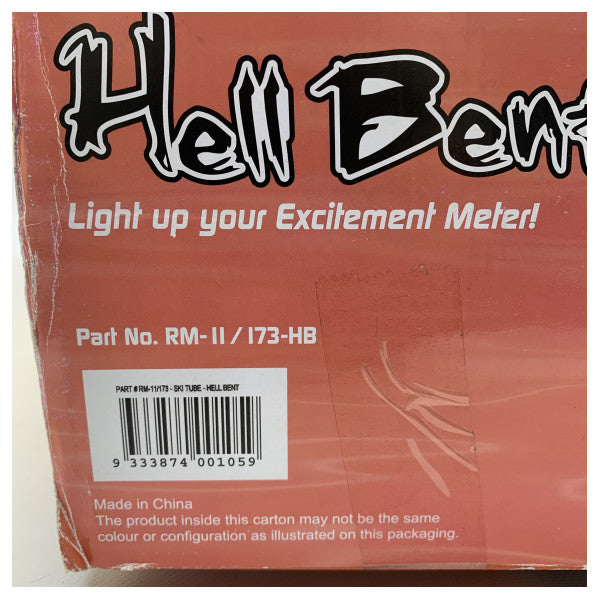 Hell Bent
Light up your Excitement Meter!
Part No. RM-11/173-HB
PART # RM-11/173 - SKI TUBE - HELL BENT
9 333874 001059
Made in China
The product inside this carton may not be the same
colour or configuration as illustrated on this packaging.